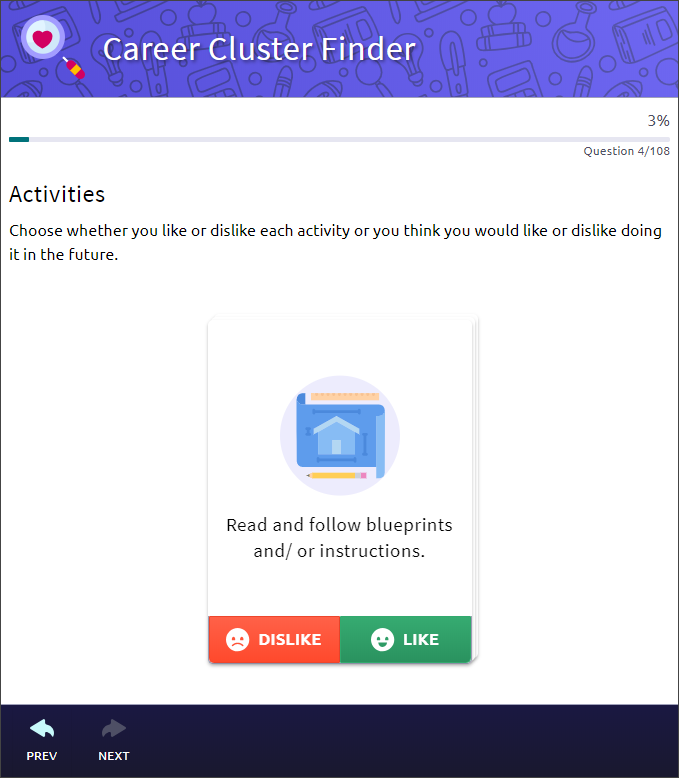 Career Cluster Finder
3%
Question 4/108
Activities
Choose whether you like or dislike each activity or you think you would like or dislike doing
it in the future.
Read and follow blueprints
and/ or instructions.
DISLIKE
LIKE
PREV
NEXT